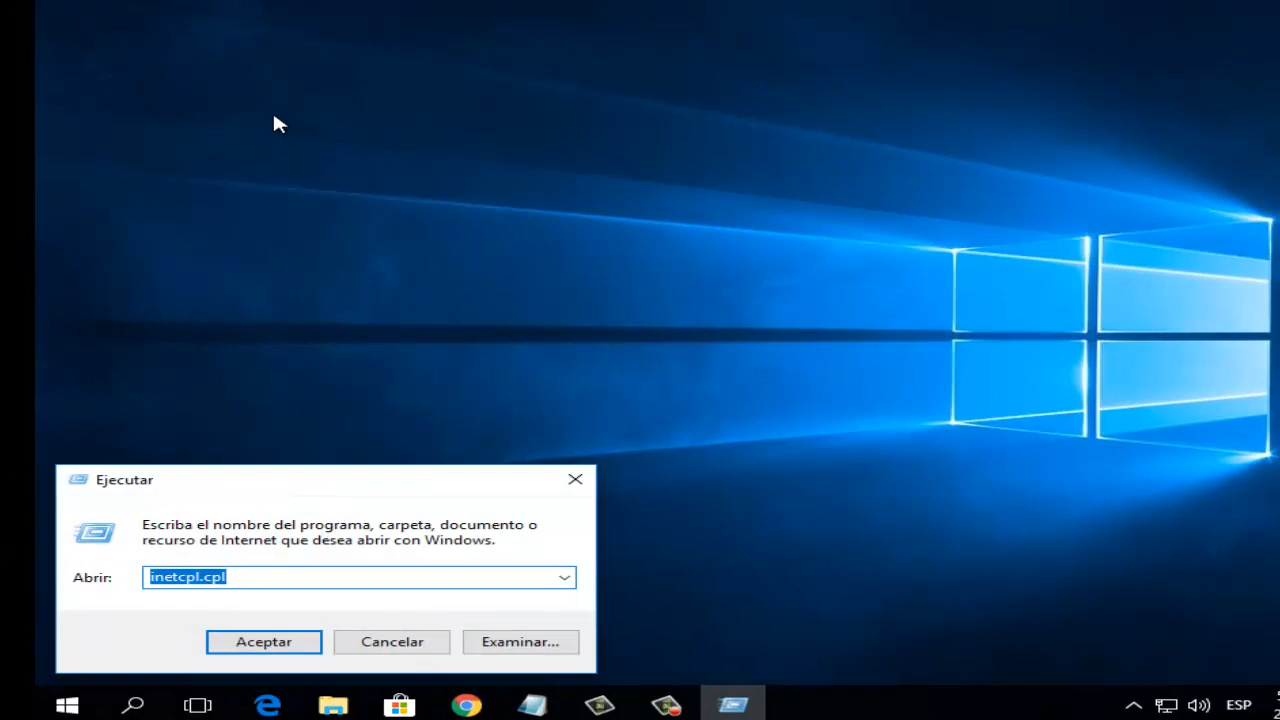 Ejecutar
Escriba el nombre del programa, carpeta, documento o
recurso de Internet que desea abrir con Windows.
Abrir: inetcpl.cpl
Aceptar Cancelar Examinar...
ESP